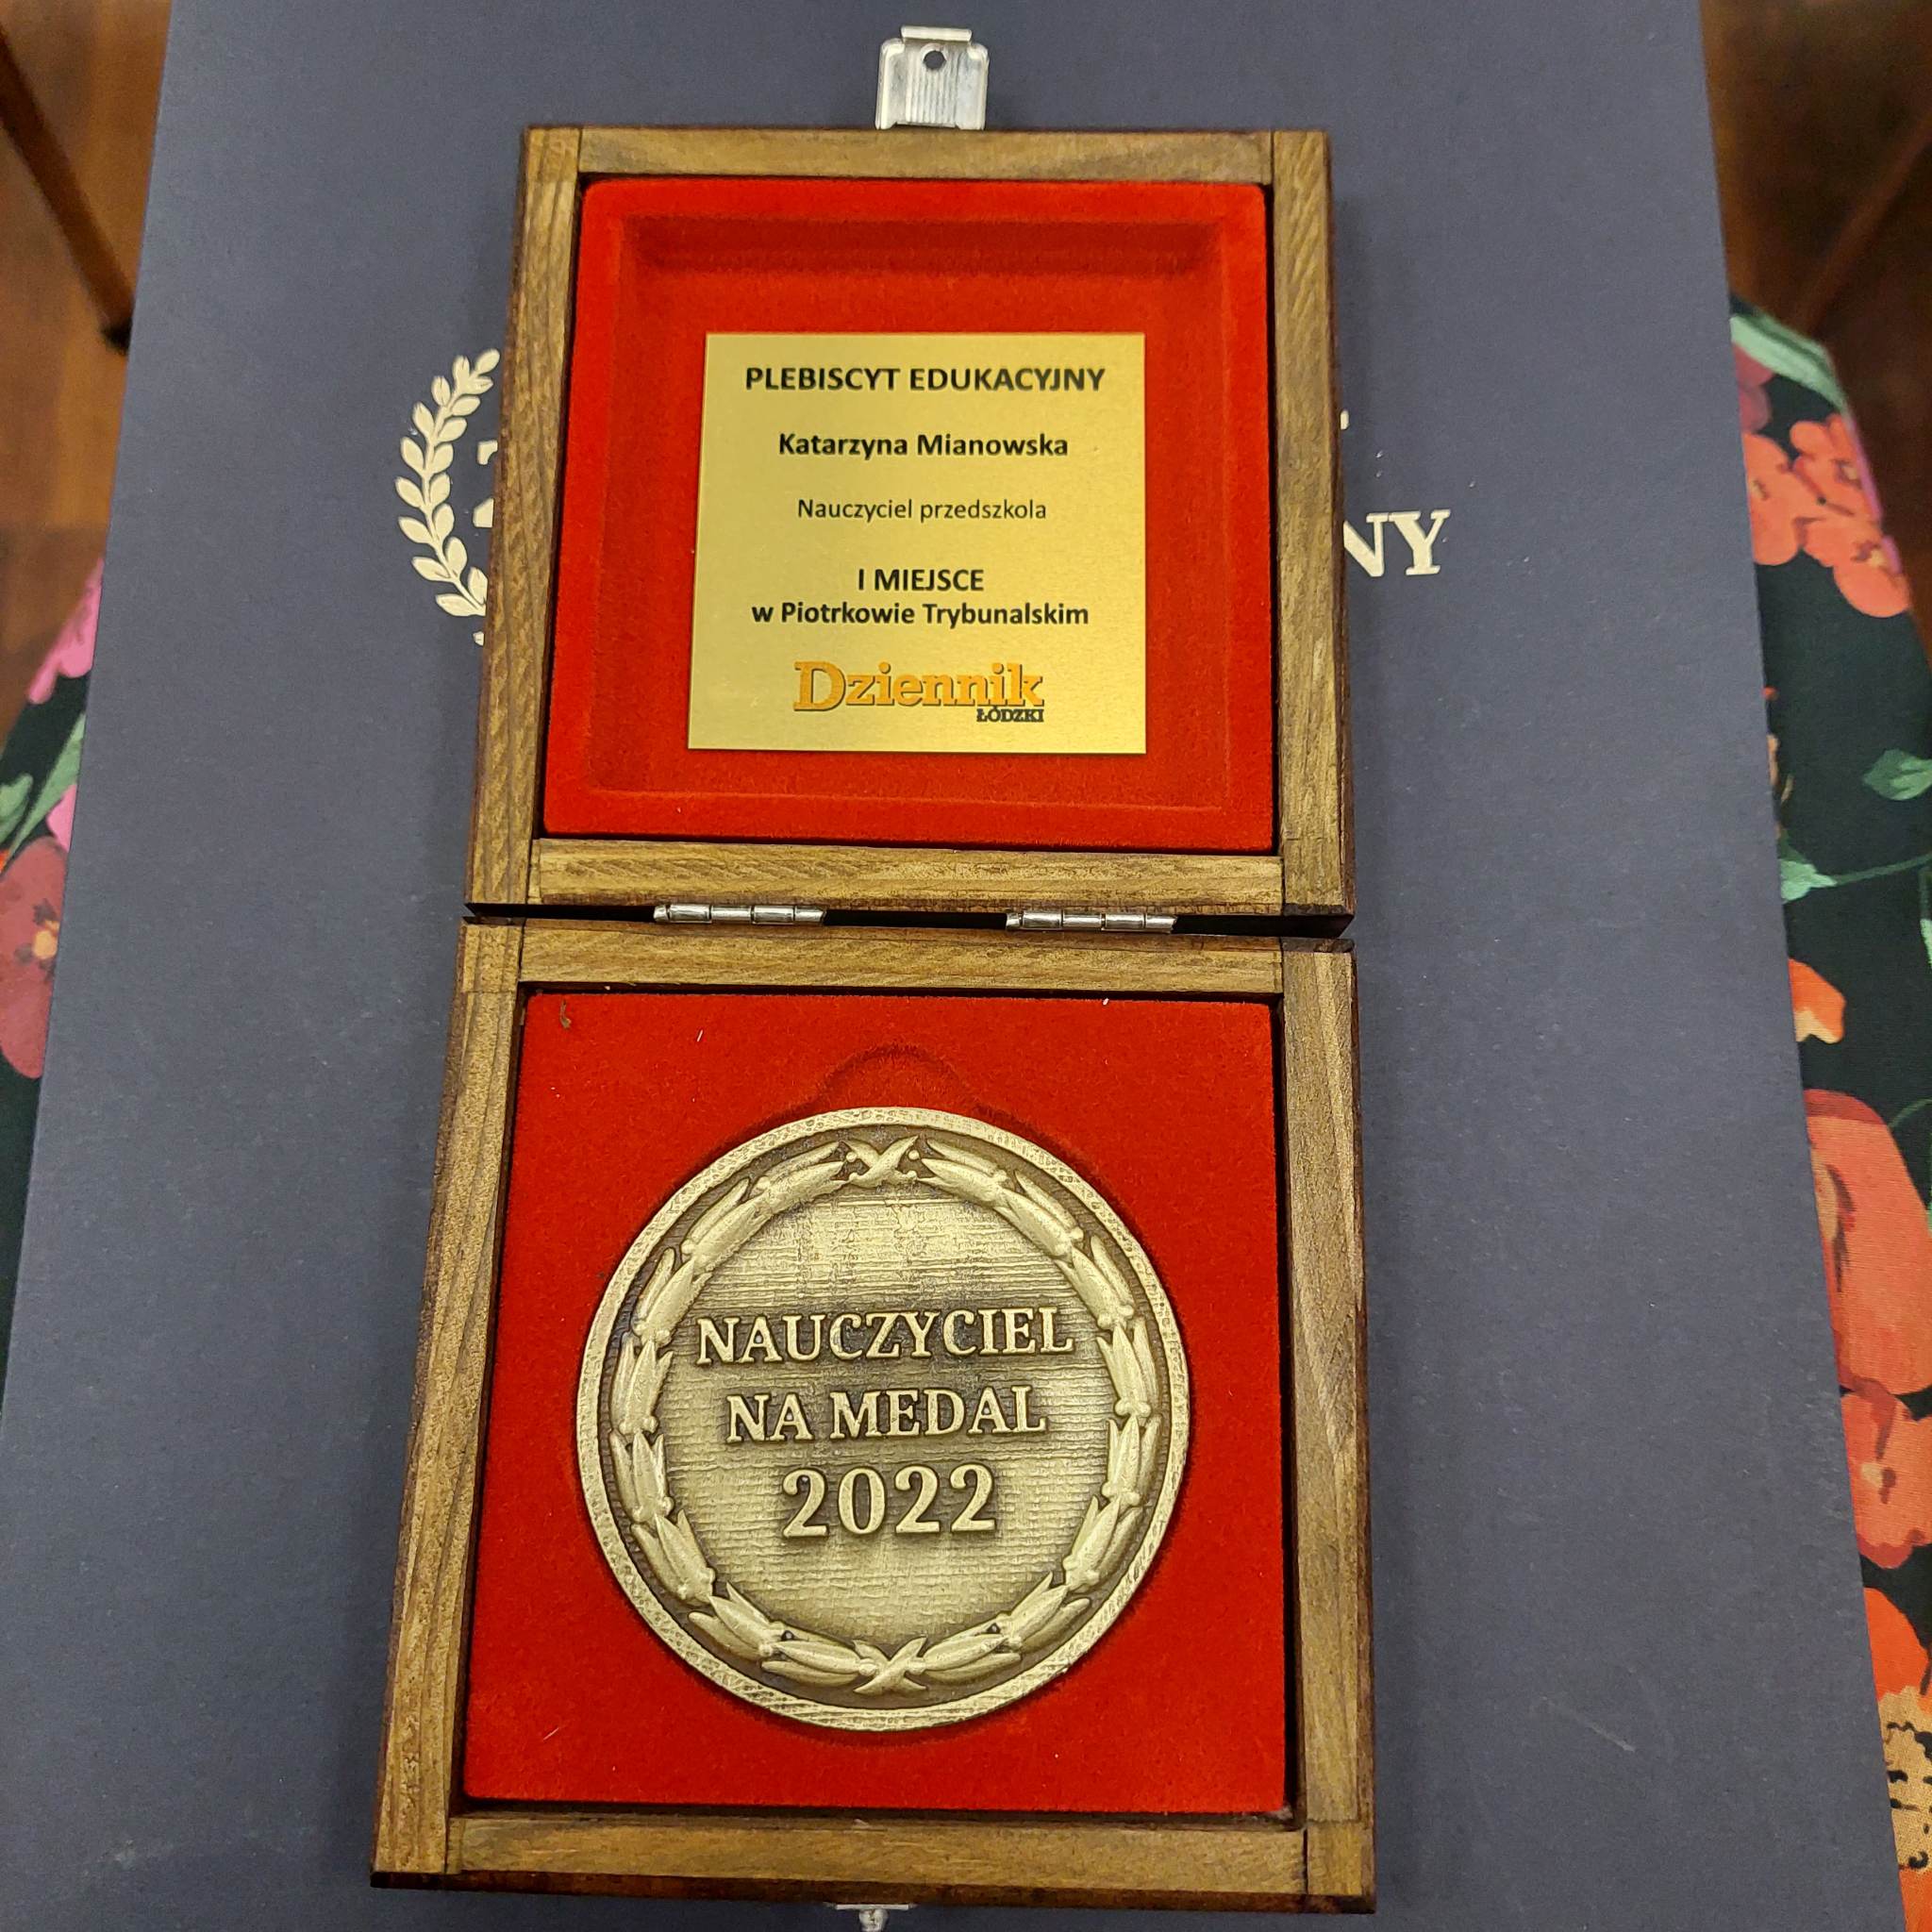 PLEBISCYT EDUKACYJNY
Katarzyna Mianowska
Nauczyciel przedszkola
I MIEJSCE
w Piotrkowie Trybunalskim
Dziennik
ŁÓDZKI
NAUCZYCIEL
NA MEDAL
2022